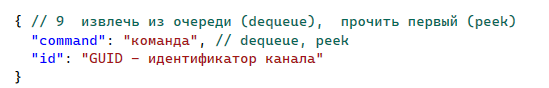 { // 9  извлечь из очереди (dequeue),  прочить первый (peek)
  "command": "команда", // dequeue, peek
  "id": "GUID – идентификатор канала"
}